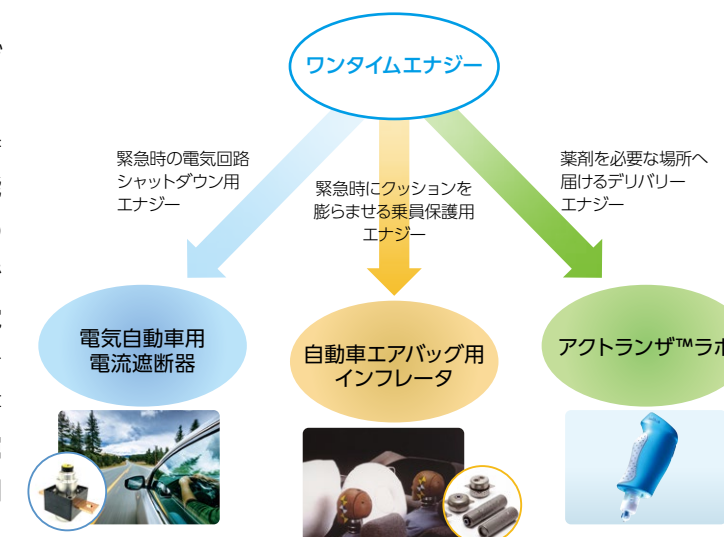 ワンタイムエナジー
緊急時の電気回路
シャットダウン用
エナジー
緊急時にクッションを
膨らませる乗員保護用
エナジー
薬剤を必要な場所へ
届けるデリバリー
エナジー
電気自動車用
電流遮断器
自動車エアバッグ用
インフレータ
アクトランザ™ラボ